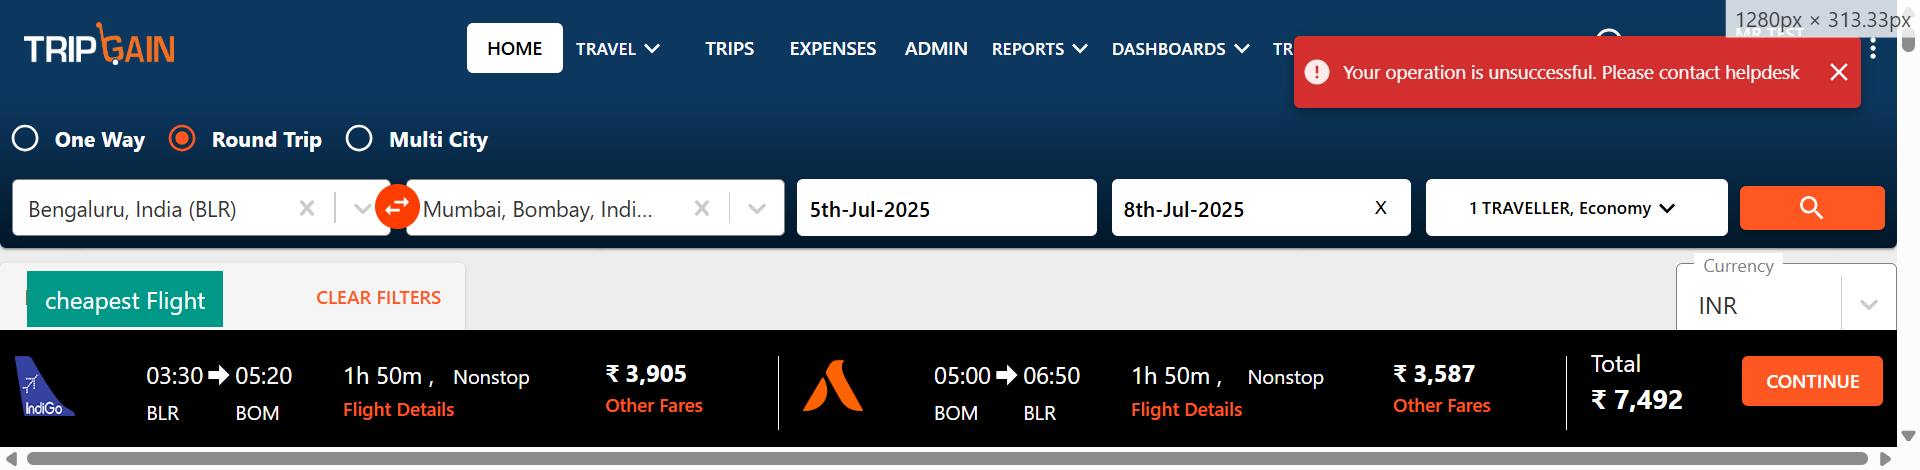 1280px × 313.33px
TRIPGAIN
HOME
TRAVEL
TRIPS
EXPENSES
ADMIN
REPORTS
DASHBOARDS
TR
Your operation is unsuccessful. Please contact helpdesk
One Way
Round Trip
Multi City
Bengaluru, India (BLR)
Mumbai, Bombay, Indi...
5th-Jul-2025
8th-Jul-2025
X
1 TRAVELLER, Economy
cheapest Flight
CLEAR FILTERS
Currency
INR
IndiGo
03:30 05:20
BLR BOM
1h 50m , Nonstop
Flight Details
₹ 3,905
Other Fares
05:00 06:50
BOM BLR
1h 50m , Nonstop
Flight Details
₹ 3,587
Other Fares
Total
₹ 7,492
CONTINUE